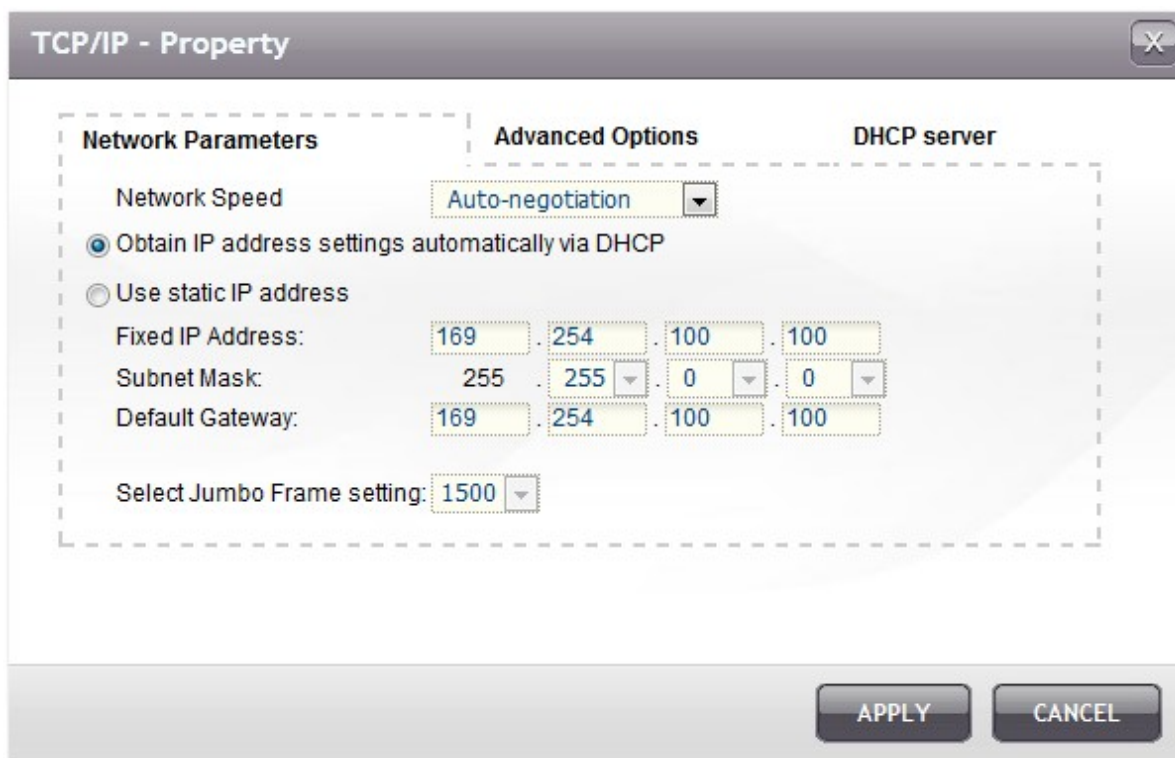 TCP/IP - Property
X
Network Parameters Advanced Options DHCP server
Network Speed Auto-negotiation
Obtain IP address settings automatically via DHCP
Use static IP address
Fixed IP Address: 169 . 254 . 100 . 100
Subnet Mask: 255 . 255 . 0 . 0
Default Gateway: 169 . 254 . 100 . 100
Select Jumbo Frame setting: 1500
APPLY CANCEL